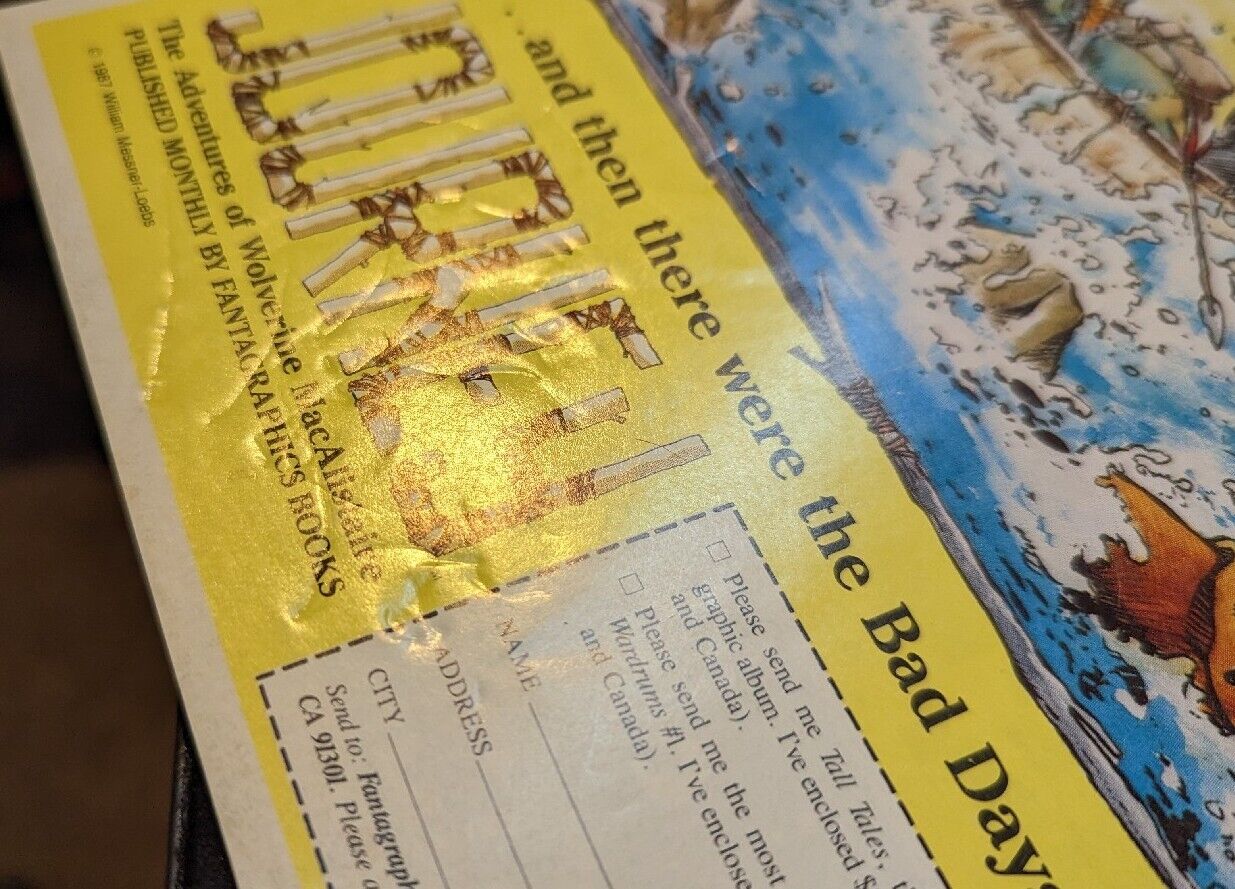 ...and then there were the Bad Days
JOURNEY
The Adventures of Wolverine MacAlistaire
PUBLISHED MONTHLY BY FANTAGRAPHICS BOOKS
© 1987 William Messner-Loebs
□ Please send me Tall Tales, t
graphic album. I've enclosed $
and Canada).
□ Please send me the most
Wardrums #1. I've enclose
and Canada).
NAME
ADDRESS
CITY
Send to: Fantagraph
CA 91301. Please a